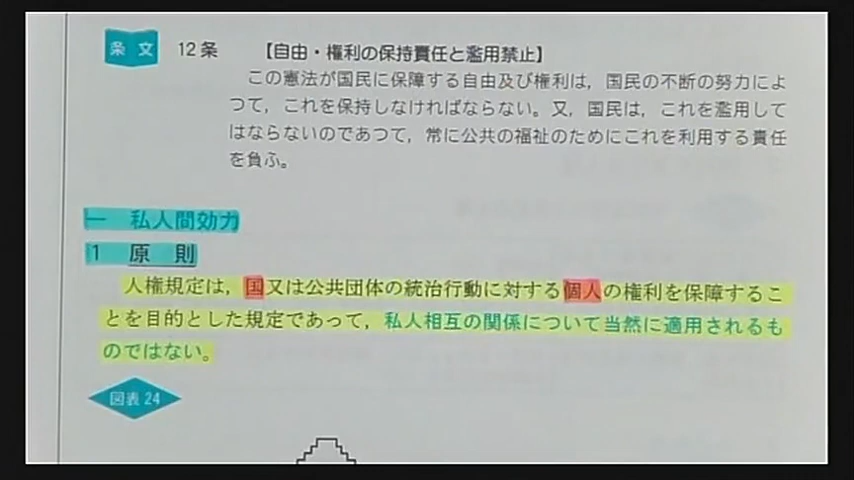 条文 12条 【自由・権利の保持責任と濫用禁止】
この憲法が国民に保障する自由及び権利は，国民の不断の努力によ
つて，これを保持しなければならない。又，国民は，これを濫用して
はならないのであつて，常に公共の福祉のためにこれを利用する責任
を負ふ。
一 私人間効力
1 原則
人権規定は，国又は公共団体の統治行動に対する個人の権利を保障するこ
とを目的とした規定であって，私人相互の関係について当然に適用されるも
のではない。
図表 24